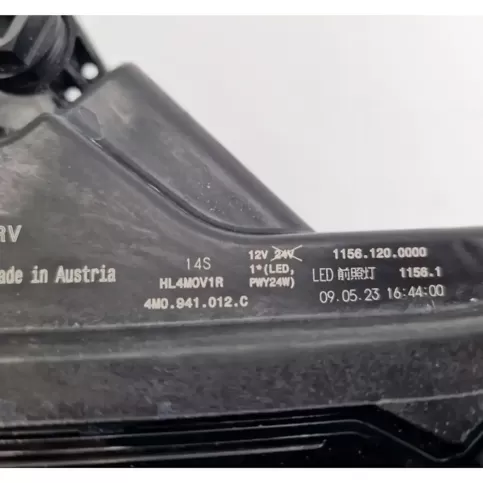 RV
ade in Austria
14S
HL4MOV1R
4M0.941.012.C
12V 24V
1*(LED,
PWY24W)
1156.120.0000
LED 前照灯 1156.1
09.05.23 16:44:00